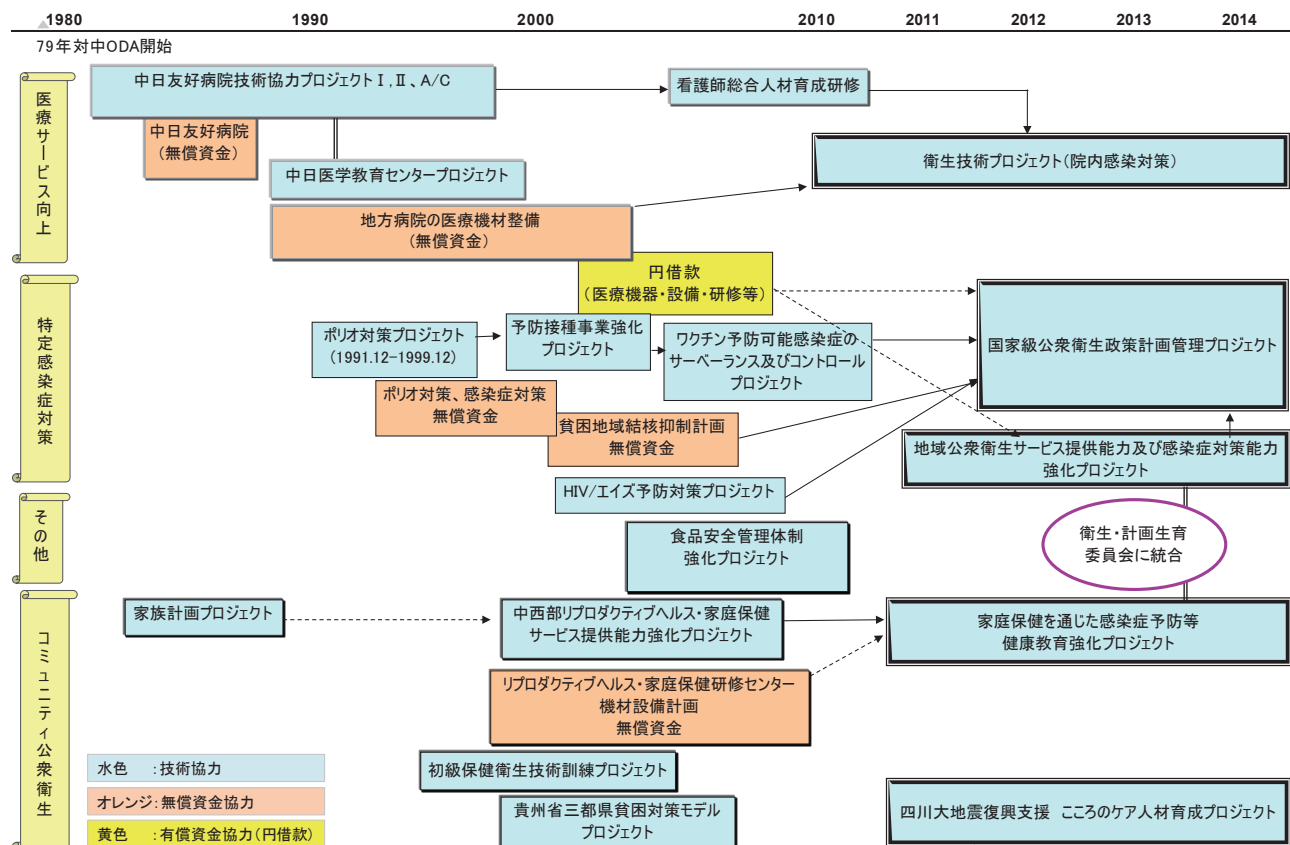 1980
1990
2000
2010
2011
2012
2013
2014
79年対中ODA開始
医療サービス向上
中日友好病院技術協力プロジェクトⅠ,Ⅱ、A/C
看護師総合人材育成研修
中日友好病院
(無償資金)
衛生技術プロジェクト(院内感染対策)
中日医学教育センタープロジェクト
地方病院の医療機材整備
(無償資金)
特定感染症対策
円借款
(医療機器・設備・研修等)
ポリオ対策プロジェクト
(1991.12-1999.12)
予防接種事業強化
プロジェクト
ワクチン予防可能感染症の
サーベーランス及びコントロール
プロジェクト
国家級公衆衛生政策計画管理プロジェクト
ポリオ対策、感染症対策
無償資金
貧困地域結核抑制計画
無償資金
地域公衆衛生サービス提供能力及び感染症対策能力
強化プロジェクト
HIV/エイズ予防対策プロジェクト
その他
食品安全管理体制
強化プロジェクト
衛生・計画生育
委員会に統合
コミュニティ公衆衛生
家族計画プロジェクト
中西部リプロダクティブヘルス・家庭保健
サービス提供能力強化プロジェクト
家庭保健を通じた感染症予防等
健康教育強化プロジェクト
リプロダクティブヘルス・家庭保健研修センター
機材設備計画
無償資金
初級保健衛生技術訓練プロジェクト
貴州省三都県貧困対策モデル
プロジェクト
四川大地震復興支援 こころのケア人材育成プロジェクト
水色 :技術協力
オレンジ:無償資金協力
黄色 :有償資金協力(円借款)